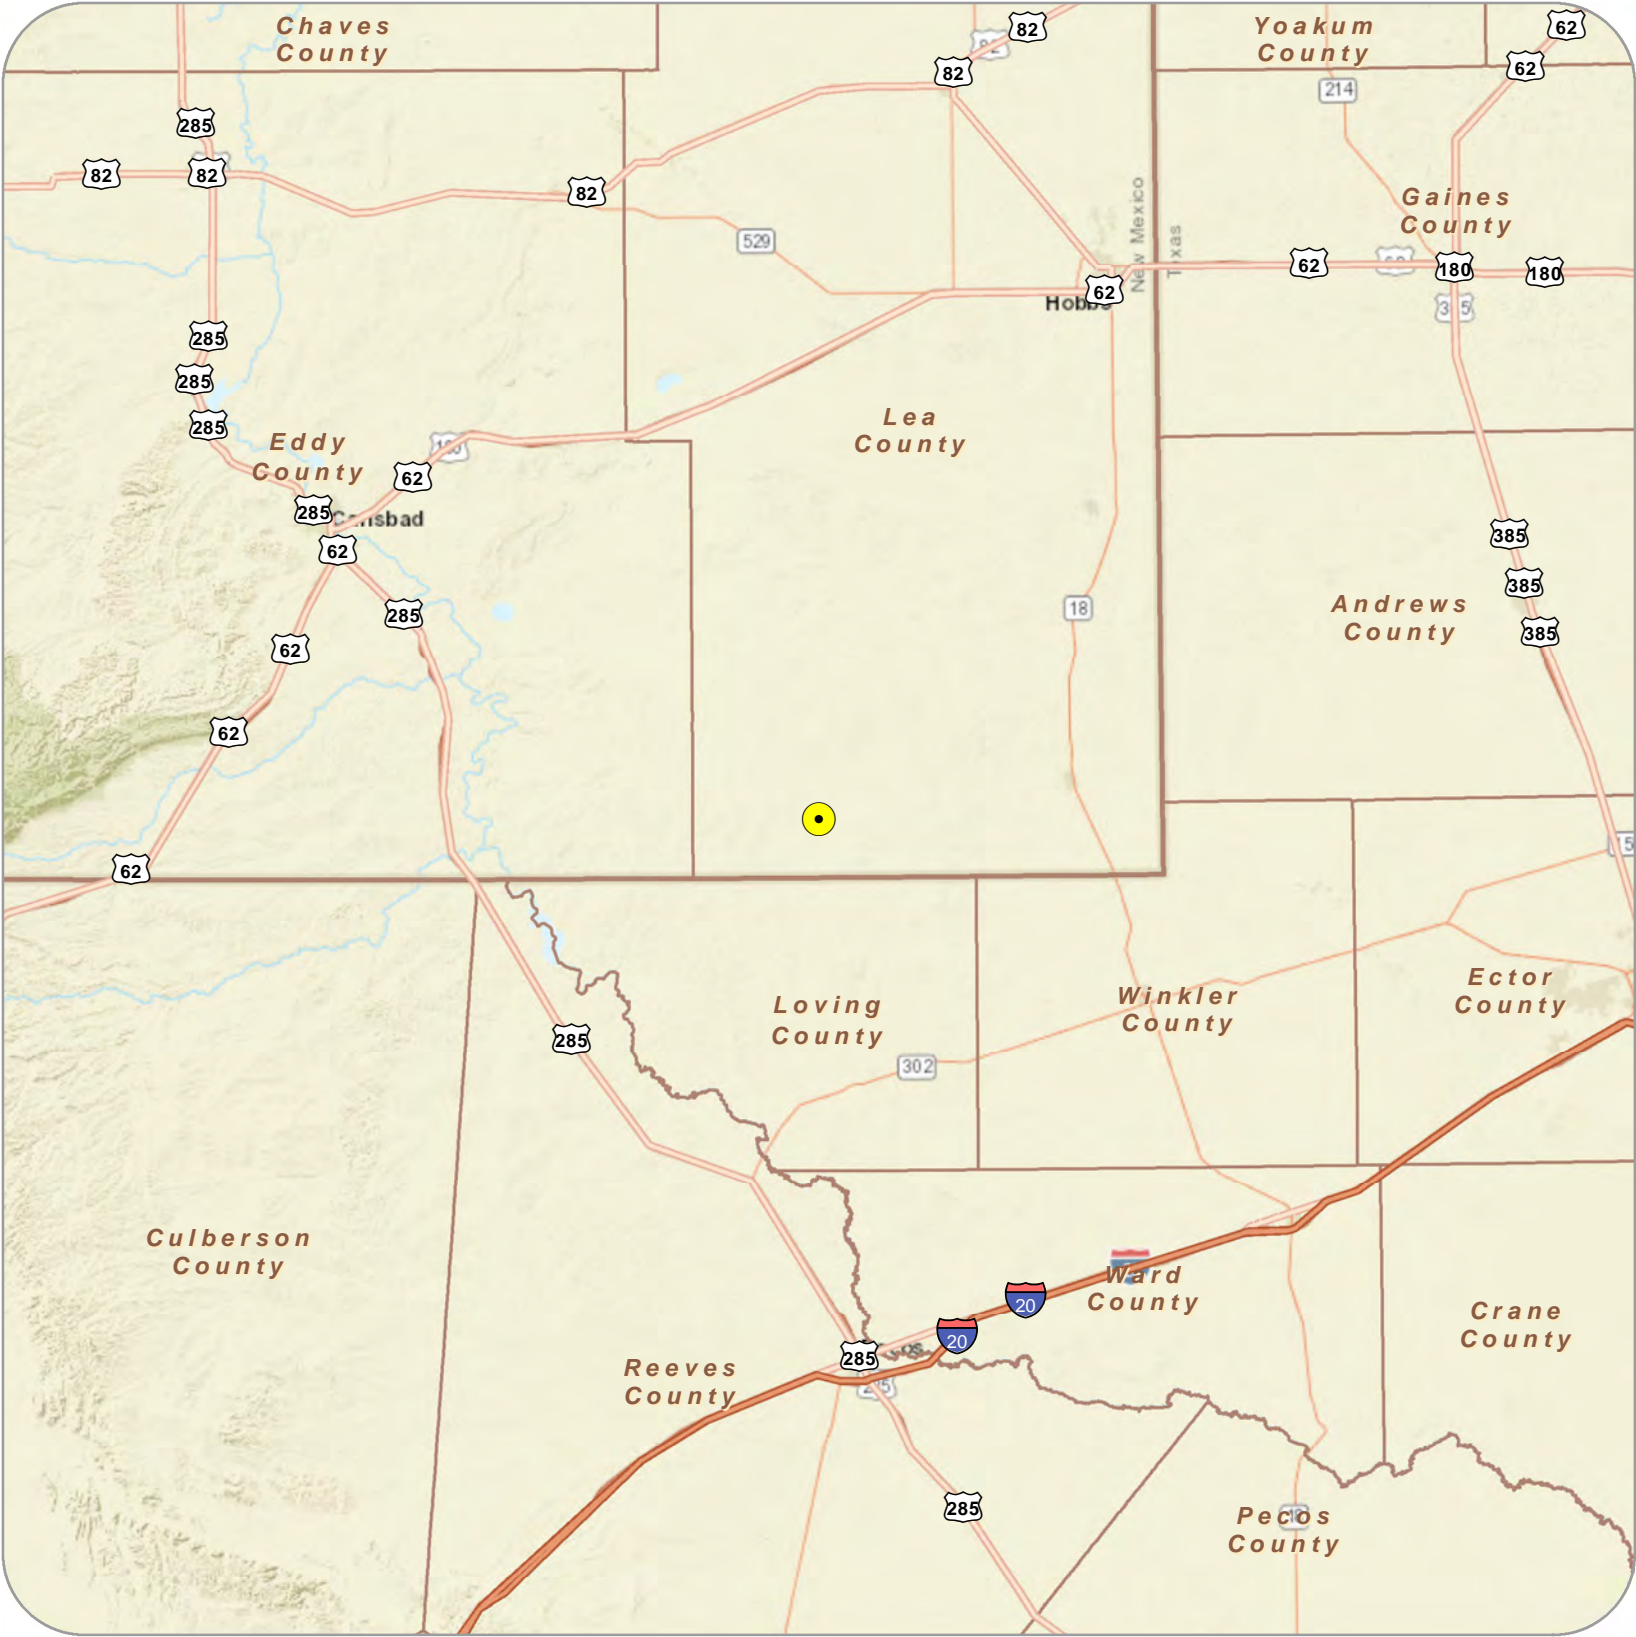 Chaves
County
82
82
Yoakum
County
62
62
214
285
82
82
82
529
New Mexico
Texas
Gaines
County
62
180
180
62
Hobbs
285
285
285
Eddy
County
62
285
Carlsbad
62
285
62
62
62
Lea
County
18
385
385
385
Andrews
County
Loving
County
285
302
Winkler
County
Ector
County
Culberson
County
Ward
County
20
20
285
285
Reeves
County
Crane
County
285
Pecos
County
18